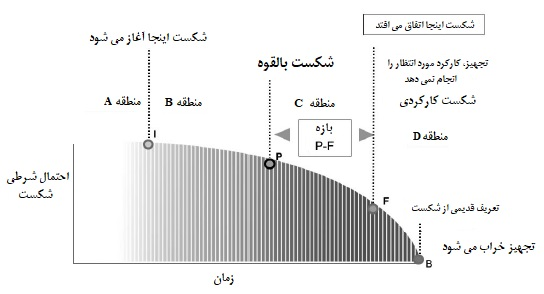 شکست اینجا اتفاق می افتد
شکست اینجا آغاز می شود
تجهیز، کارکرد مورد انتظار را
انجام نمی دهد
شکست بالقوه
شکست کارکردی
منطقه A
منطقه B
منطقه C
منطقه D
بازه
P-F
I
P
F
B
احتمال شرطی
شکست
تعریف قدیمی از شکست
تجهیز خراب می شود
زمان